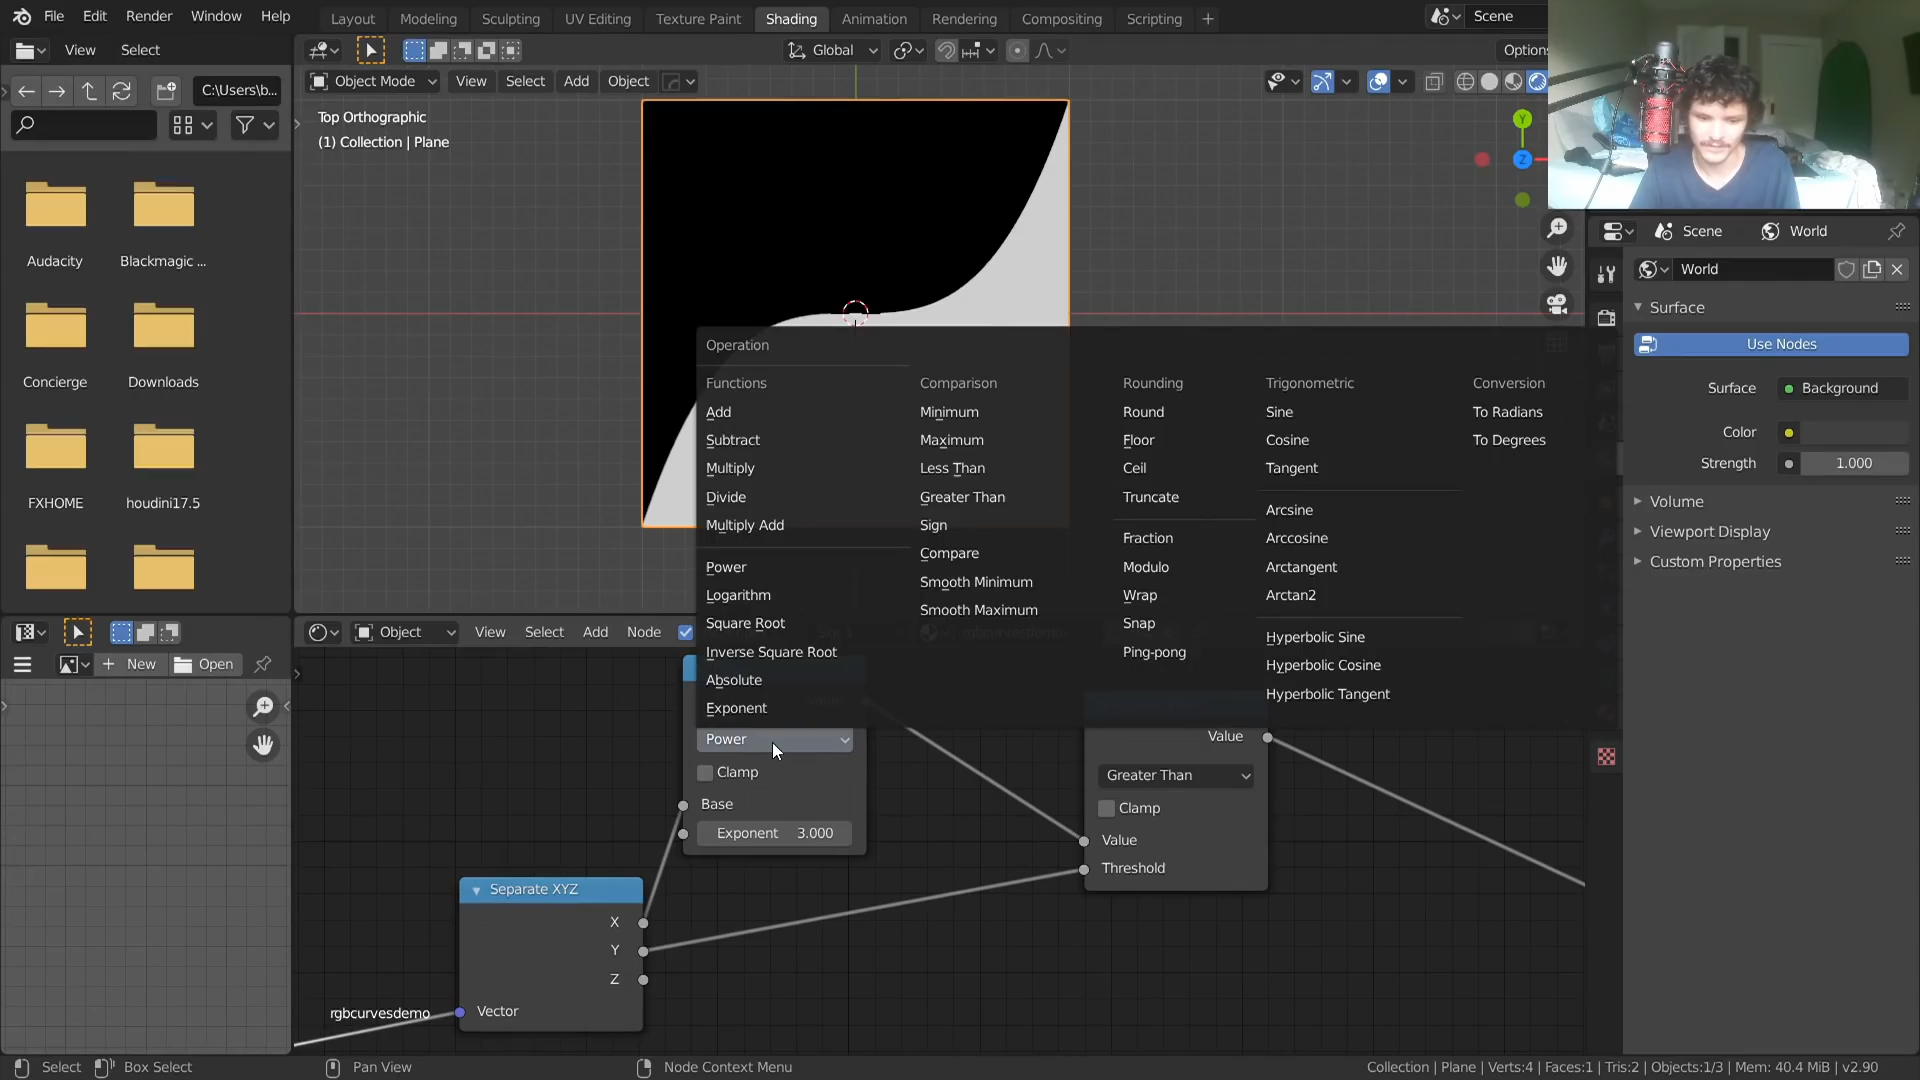 File Edit Render Window Help
Layout Modeling Sculpting UV Editing Texture Paint Shading Animation Rendering Compositing Scripting +
Scene
View Select
Global
Options
C:\Users\b...
Object Mode View Select Add Object
Top Orthographic
(1) Collection | Plane
Y
Z
Audacity
Blackmagic ...
Concierge
Downloads
FXHOME
houdini17.5
Scene World
World
Surface
Use Nodes
Surface Background
Color
Strength 1.000
Volume
Viewport Display
Custom Properties
Operation
Functions
Add
Subtract
Multiply
Divide
Multiply Add
Power
Logarithm
Square Root
Inverse Square Root
Absolute
Exponent
Comparison
Minimum
Maximum
Less Than
Greater Than
Sign
Compare
Smooth Minimum
Smooth Maximum
Rounding
Round
Floor
Ceil
Truncate
Fraction
Modulo
Wrap
Snap
Ping-pong
Trigonometric
Sine
Cosine
Tangent
Arcsine
Arccosine
Arctangent
Arctan2
Hyperbolic Sine
Hyperbolic Cosine
Hyperbolic Tangent
Conversion
To Radians
To Degrees
Object View Select Add Node
rgbcurvesdemo
+ New Open
Power
Clamp
Base
Exponent 3.000
Value
Greater Than
Clamp
Value
Threshold
Separate XYZ
X
Y
Z
Vector
rgbcurvesdemo
Select Box Select Pan View Node Context Menu
Collection | Plane | Verts:4 | Faces:1 | Tris:2 | Objects:1/3 | Mem: 40.4 MiB | v2.90